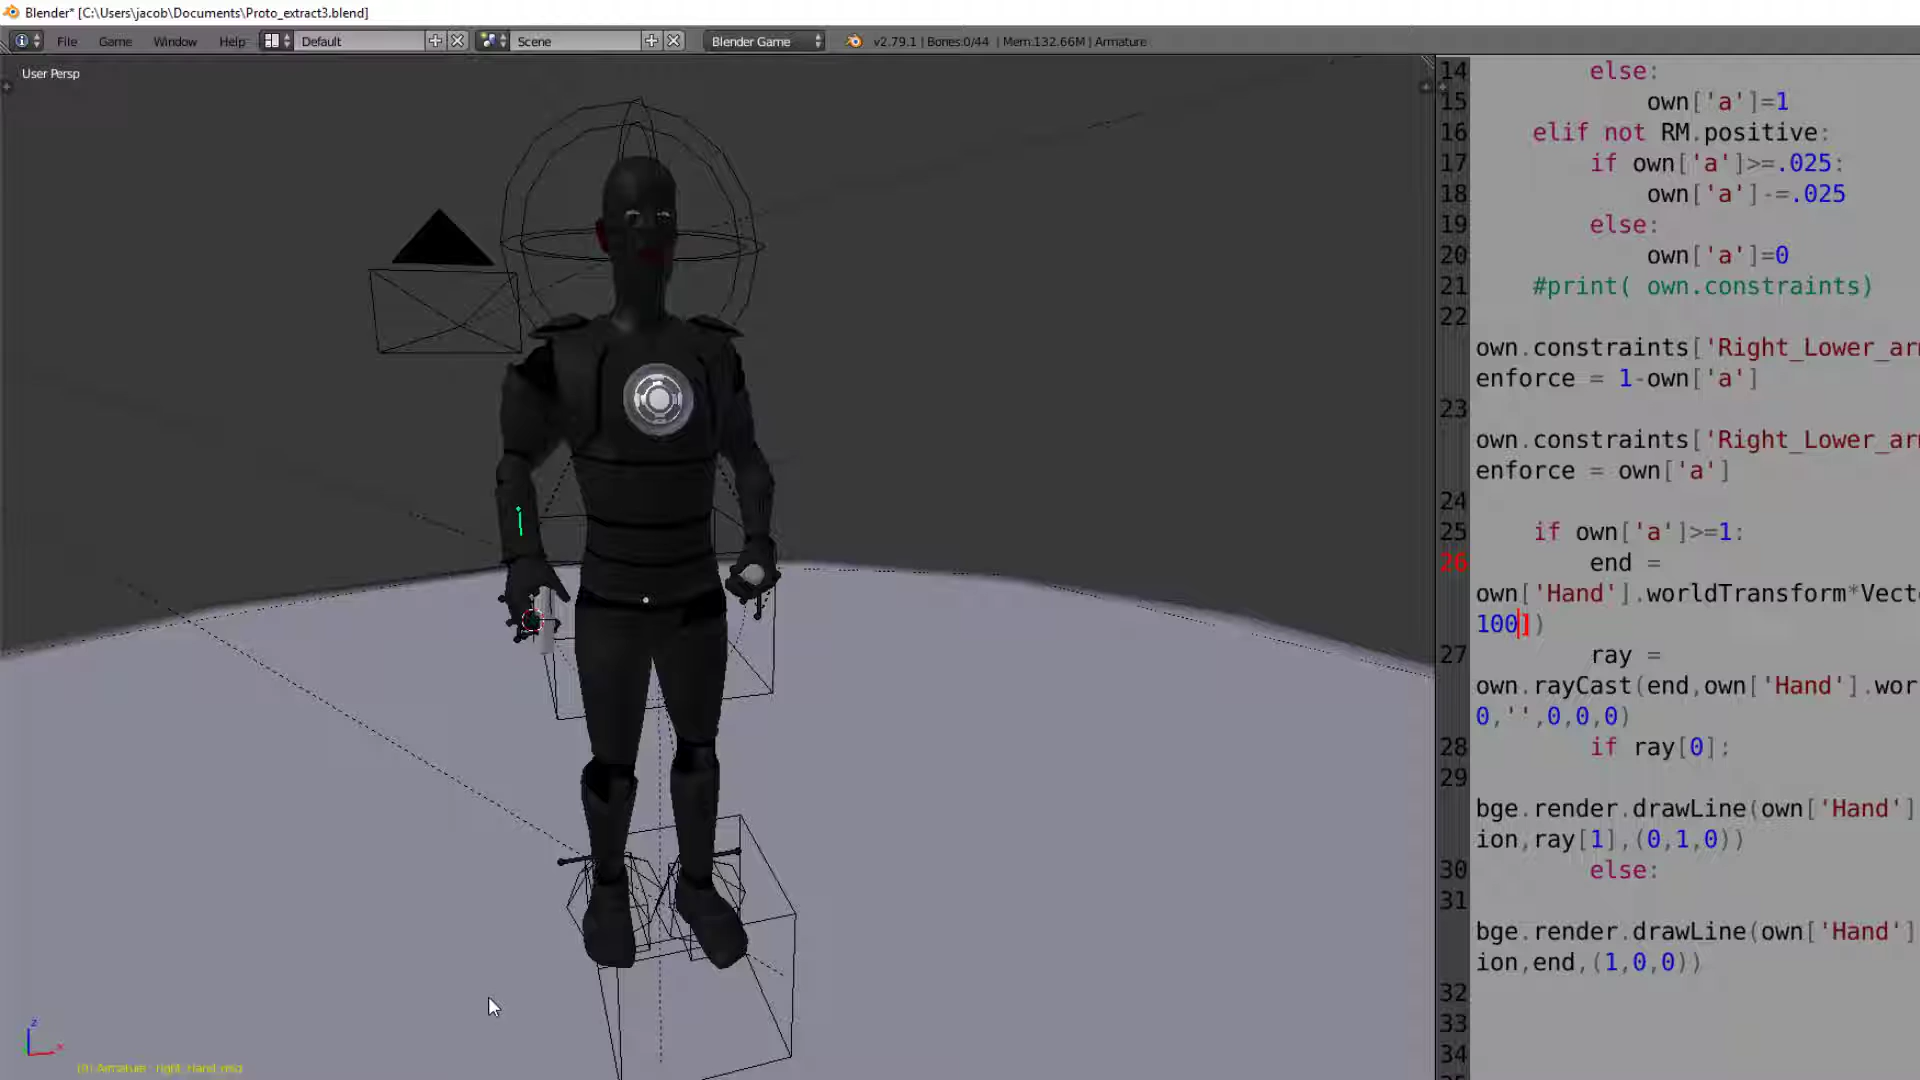 Blender* [C:\Users\jacob\Documents\Proto_extract3.blend]
File Game Window Help Default Scene Blender Game v2.79.1 | Bones:0/44 | Mem:132.66M | Armature
User Persp
14 else:
15 own['a']=1
16 elif not RM.positive:
17 if own['a']>=.025:
18 own['a']-=.025
19 else:
20 own['a']=0
21 #print( own.constraints)
22
own.constraints['Right_Lower_ar
enforce = 1-own['a']
23
own.constraints['Right_Lower_ar
enforce = own['a']
24
25 if own['a']>=1:
26 end =
own['Hand'].worldTransform*Vect
100])
27 ray =
own.rayCast(end,own['Hand'].wor
0,'',0,0,0)
28 if ray[0]:
29
bge.render.drawLine(own['Hand']
ion,ray[1],(0,1,0))
30 else:
31
bge.render.drawLine(own['Hand']
ion,end,(1,0,0))
32
33
34
z
x
(0) Armature : right_Hand